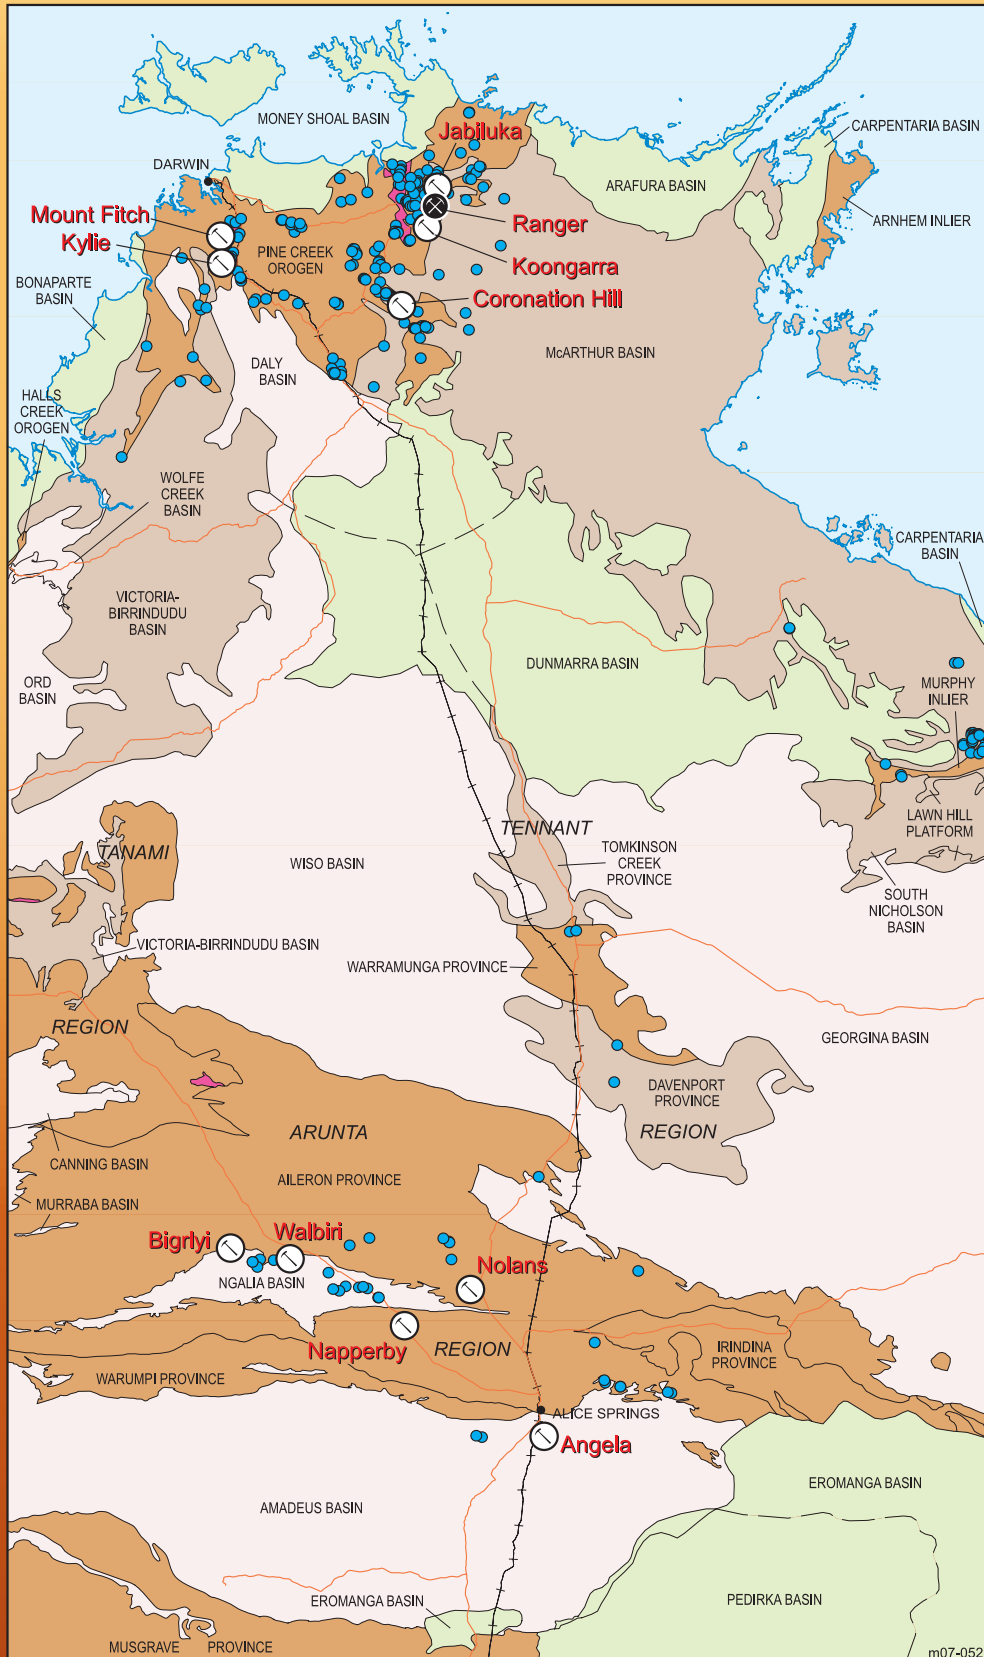 MONEY SHOAL BASIN
CARPENTARIA BASIN
Jabiluka
DARWIN
ARAFURA BASIN
ARNHEM INLIER
Mount Fitch
Ranger
Kylie
PINE CREEK
OROGEN
Koongarra
BONAPARTE
BASIN
Coronation Hill
McARTHUR BASIN
DALY
BASIN
HALLS
CREEK
OROGEN
WOLFE
CREEK
BASIN
CARPENTARIA
BASIN
VICTORIA-
BIRRINDUDU
BASIN
DUNMARRA BASIN
ORD
BASIN
MURPHY
INLIER
LAWN HILL
PLATFORM
TENNANT
TANAMI
WISO BASIN
TOMKINSON
CREEK
PROVINCE
SOUTH
NICHOLSON
BASIN
VICTORIA-BIRRINDUDU BASIN
WARRAMUNGA PROVINCE
REGION
GEORGINA BASIN
DAVENPORT
PROVINCE
ARUNTA
REGION
CANNING BASIN
AILERON PROVINCE
MURRABA BASIN
Bigrlyi
Walbiri
Nolans
NGALIA BASIN
Napperby
REGION
IRINDINA
PROVINCE
WARUMPI PROVINCE
ALICE SPRINGS
Angela
EROMANGA BASIN
AMADEUS BASIN
EROMANGA BASIN
PEDIRKA BASIN
MUSGRAVE PROVINCE
m07-052